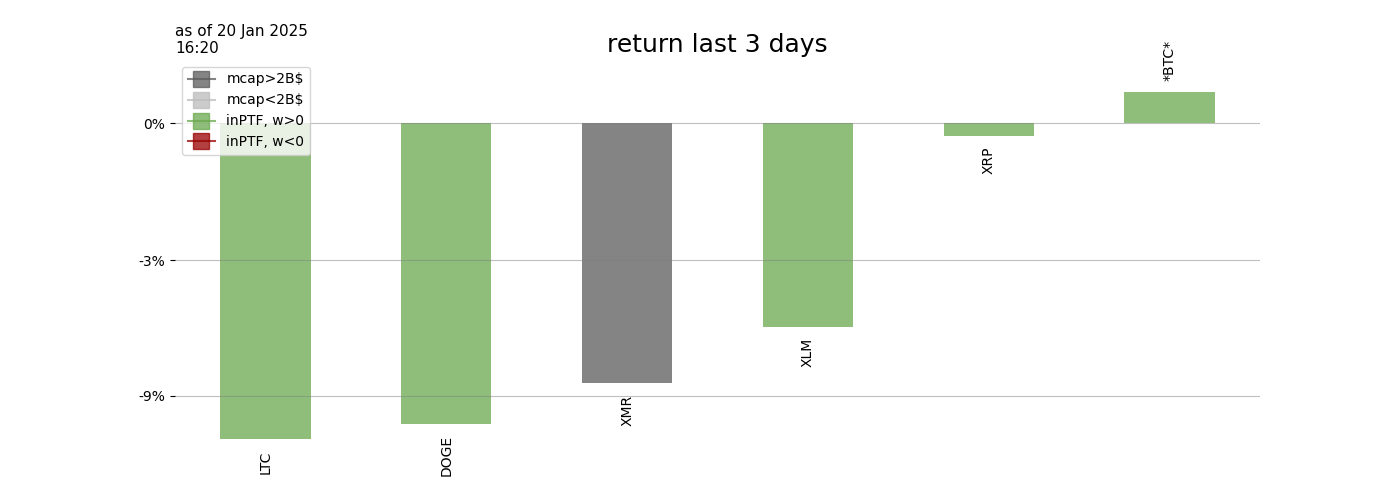 as of 20 Jan 2025
16:20
return last 3 days
mcap>2B$
mcap<2B$
inPTF, w>0
inPTF, w<0
0%
-3%
-9%
LTC
DOGE
XMR
XLM
XRP
*BTC*